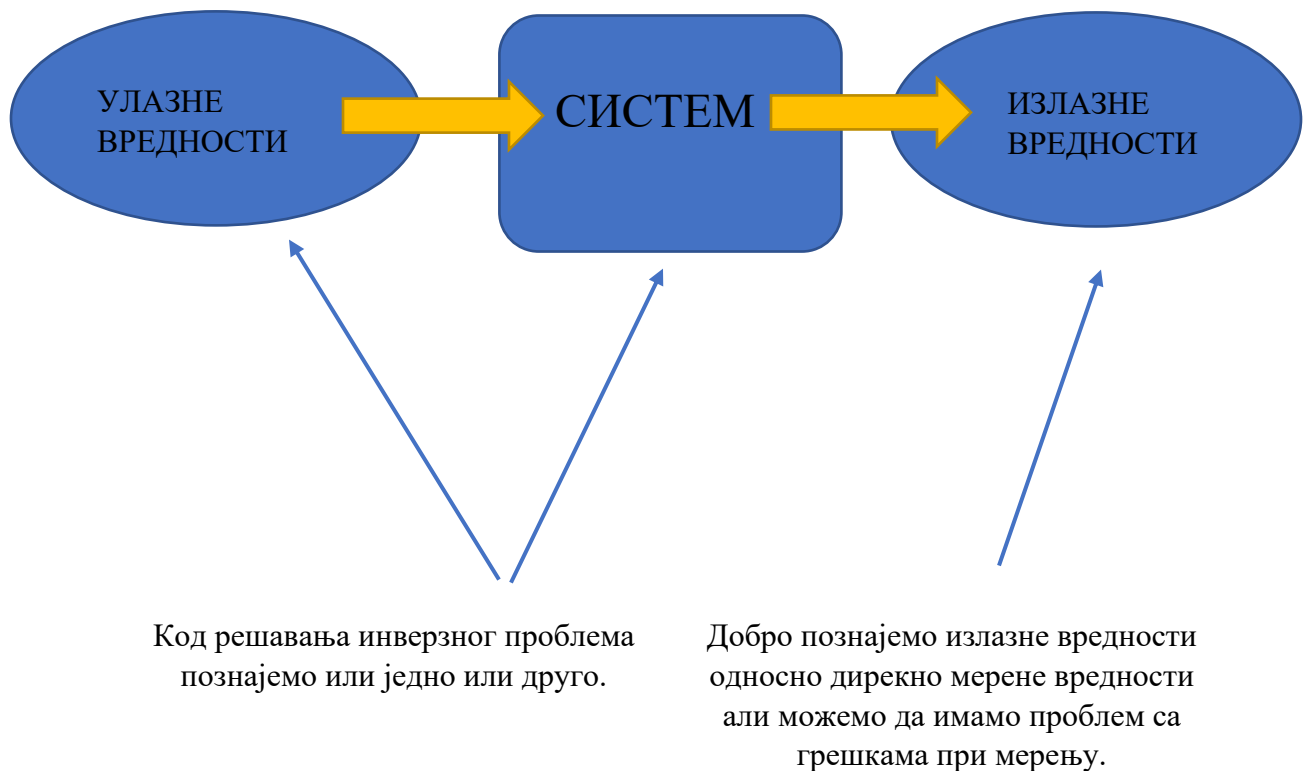 УЛАЗНЕ
ВРЕДНОСТИ
СИСТЕМ
ИЗЛАЗНЕ
ВРЕДНОСТИ
Код решавања инверзног проблема
познајемо или једно или друго.
Добро познајемо излазне вредности
односно дирекно мерене вредности
али можемо да имамо проблем са
грешкама при мерењу.